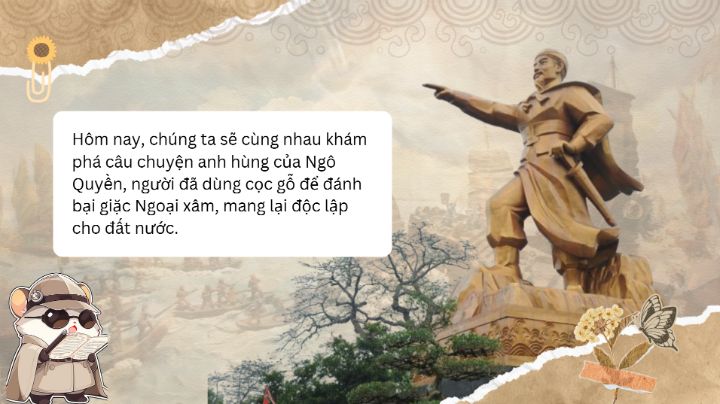 Hôm nay, chúng ta sẽ cùng nhau khám
phá câu chuyện anh hùng của Ngô
Quyền, người đã dùng cọc gỗ để đánh
bại giặc Ngoại xâm, mang lại độc lập
cho đất nước.